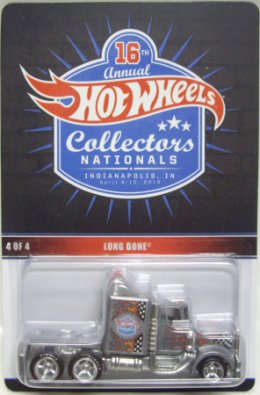 16TH
Annual
HOT WHEELS
Collectors
NATIONALS
INDIANAPOLIS, IN
4 OF 4
LONG GONE®